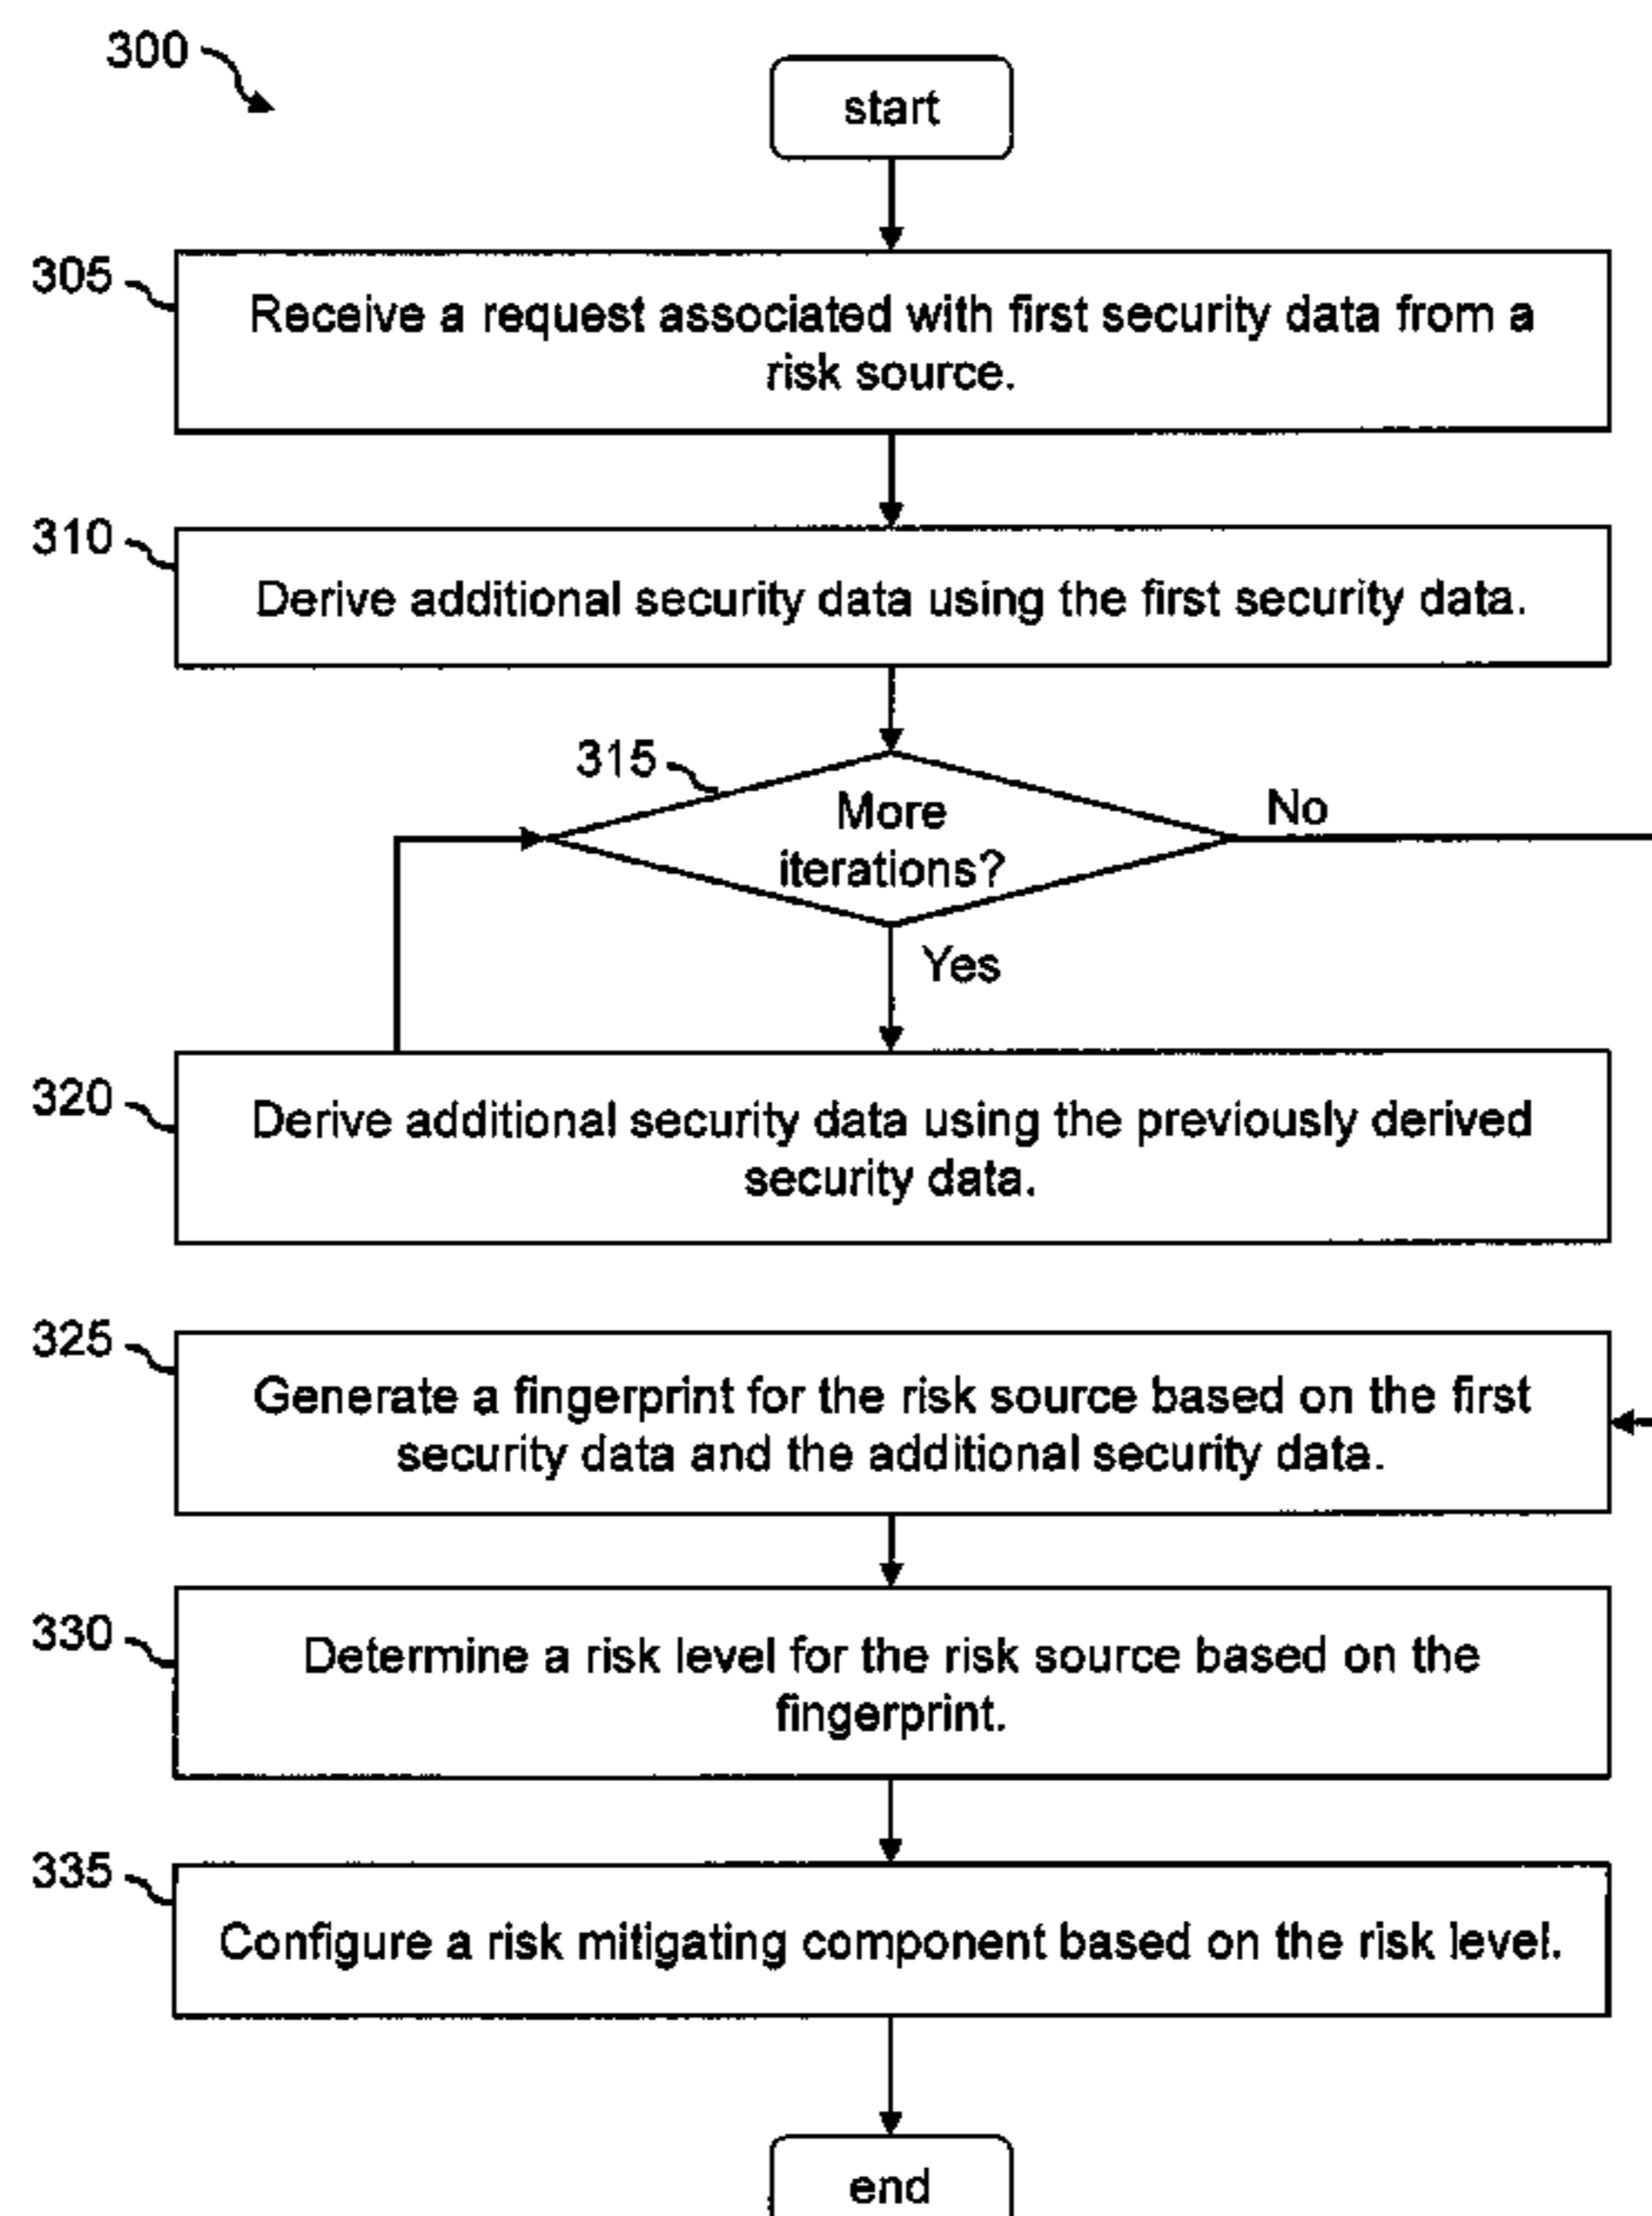 300
start
305
Receive a request associated with first security data from a
risk source.
310
Derive additional security data using the first security data.
315
More
iterations?
No
Yes
320
Derive additional security data using the previously derived
security data.
325
Generate a fingerprint for the risk source based on the first
security data and the additional security data.
330
Determine a risk level for the risk source based on the
fingerprint.
335
Configure a risk mitigating component based on the risk level.
end